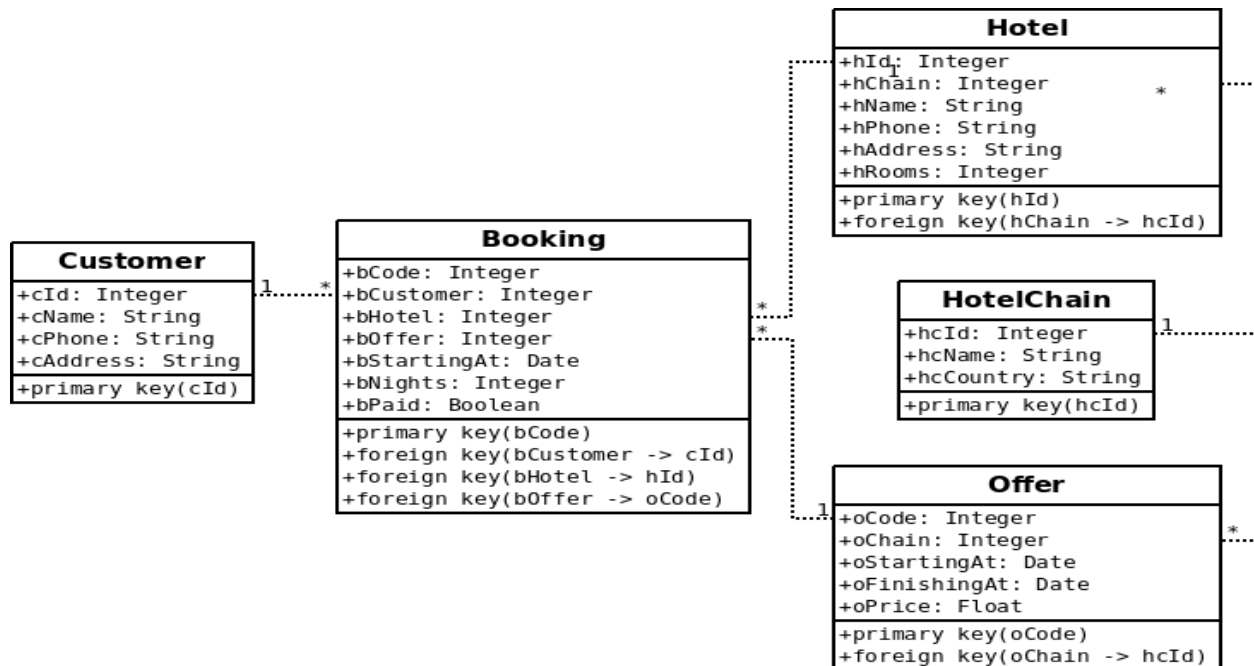 Customer
+cId: Integer
+cName: String
+cPhone: String
+cAddress: String
+primary key(cId)
1
*
Booking
+bCode: Integer
+bCustomer: Integer
+bHotel: Integer
+bOffer: Integer
+bStartingAt: Date
+bNights: Integer
+bPaid: Boolean
+primary key(bCode)
+foreign key(bCustomer -> cId)
+foreign key(bHotel -> hId)
+foreign key(bOffer -> oCode)
*
*
Hotel
+hId: Integer
1
+hChain: Integer
*
+hName: String
+hPhone: String
+hAddress: String
+hRooms: Integer
+primary key(hId)
+foreign key(hChain -> hcId)
HotelChain
1
+hcId: Integer
+hcName: String
+hcCountry: String
+primary key(hcId)
Offer
1
+oCode: Integer
*
+oChain: Integer
+oStartingAt: Date
+oFinishingAt: Date
+oPrice: Float
+primary key(oCode)
+foreign key(oChain -> hcId)